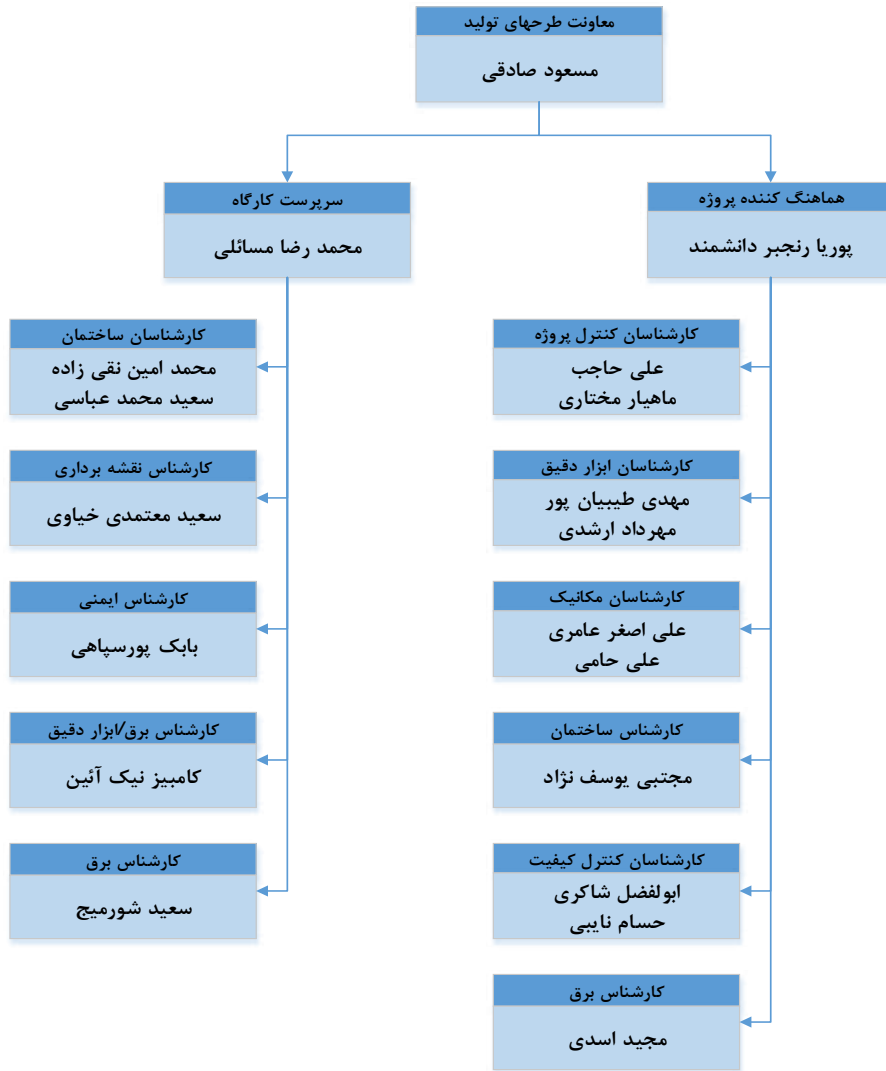 معاونت طرحهای تولید
مسعود صادقی
هماهنگ کننده پروژه
پوریا رنجبر دانشمند
سرپرست کارگاه
محمد رضا مسائلی
کارشناسان کنترل پروژه
علی حاجب
ماهیار مختاری
کارشناسان ابزار دقیق
مهدی طیبیان پور
مهرداد ارشدی
کارشناسان مکانیک
علی اصغر عامری
علی حامی
کارشناس ساختمان
مجتبی یوسف نژاد
کارشناسان کنترل کیفیت
ابولفضل شاکری
حسام نایبی
کارشناس برق
مجید اسدی
کارشناسان ساختمان
محمد امین نقی زاده
سعید محمد عباسی
کارشناس نقشه برداری
سعید معتمدی خیاوی
کارشناس ایمنی
بابک پورسپاهی
کارشناس برق/ابزار دقیق
کامبیز نیک آئین
کارشناس برق
سعید شورمیج